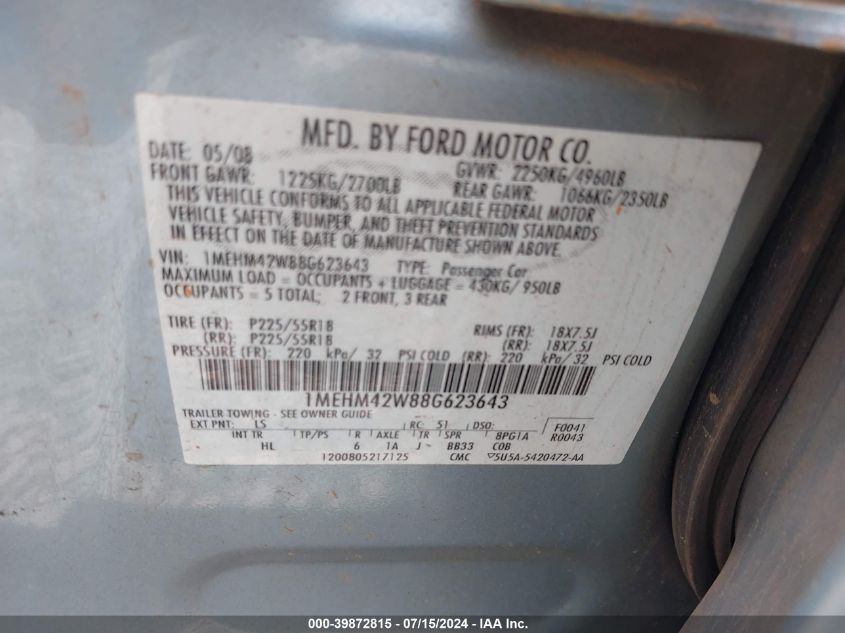 MFD. BY FORD MOTOR CO.
DATE: 05/08 GVWR: 2250KG/4960LB
FRONT GAWR: 1225KG/2700LB REAR GAWR: 1066KG/2350LB
THIS VEHICLE CONFORMS TO ALL APPLICABLE FEDERAL MOTOR
VEHICLE SAFETY, BUMPER, AND THEFT PREVENTION STANDARDS
IN EFFECT ON THE DATE OF MANUFACTURE SHOWN ABOVE.
VIN: 1MEHM42W88G623643 TYPE: Passenger Car
MAXIMUM LOAD = OCCUPANTS + LUGGAGE = 430KG/ 950LB
OCCUPANTS = 5 TOTAL; 2 FRONT, 3 REAR
TIRE (FR): P225/55R18 RIMS (FR): 18X7.5J
(RR): P225/55R18 (RR): 18X7.5J
PRESSURE (FR): 220 kPa/ 32 PSI COLD (RR): 220 kPa/ 32 PSI COLD
1MEHM42W88G623643
TRAILER TOWING - SEE OWNER GUIDE
EXT PNT: LS RC: 51 DSO: F0041
R0043
INT TR TP/PS R AXLE TR SPR BPG1A
HL 6 1A J BB33 COB
1200805217125 CMC 5U5A-5420472-AA
000-39872815 - 07/15/2024 - IAA Inc.